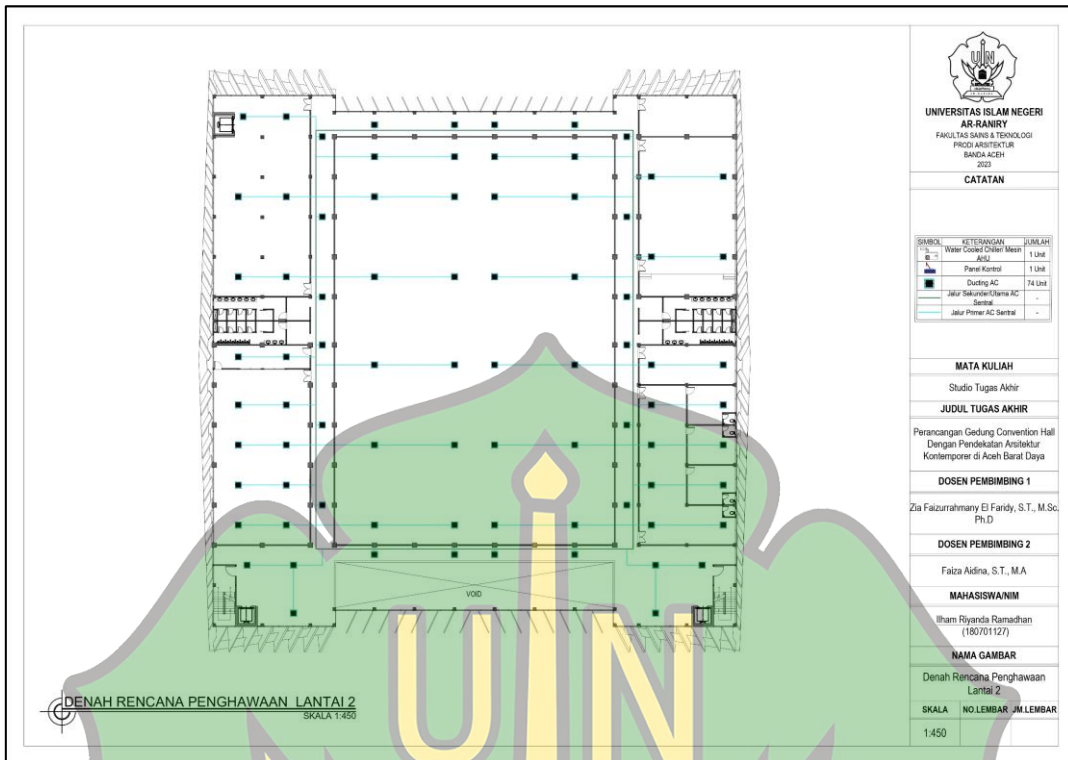 UIN
UNIVERSITAS ISLAM NEGERI
AR-RANIRY
FAKULTAS SAINS & TEKNOLOGI
PRODI ARSITEKTUR
BANDA ACEH
2023
CATATAN
SIMBOL KETERANGAN JUMLAH
Water Cooled Chiller/ Mesin
AHU
1 Unit
Panel Kontrol 1 Unit
Ducting AC 74 Unit
Jalur Sekunder/Utama AC
Sentral
-
Jalur Primer AC Sentral -
MATA KULIAH
Studio Tugas Akhir
JUDUL TUGAS AKHIR
Perancangan Gedung Convention Hall
Dengan Pendekatan Arsitektur
Kontemporer di Aceh Barat Daya
DOSEN PEMBIMBING 1
Zia Faizurrahmany El Faridy, S.T., M.Sc.
Ph.D
DOSEN PEMBIMBING 2
Faiza Aidina, S.T., M.A
MAHASISWA/NIM
Ilham Riyanda Ramadhan
(180701127)
NAMA GAMBAR
Denah Rencana Penghawaan
Lantai 2
SKALA NO.LEMBAR JM.LEMBAR
1:450
VOID
DENAH RENCANA PENGHAWAAN LANTAI 2
SKALA 1:450
UIN